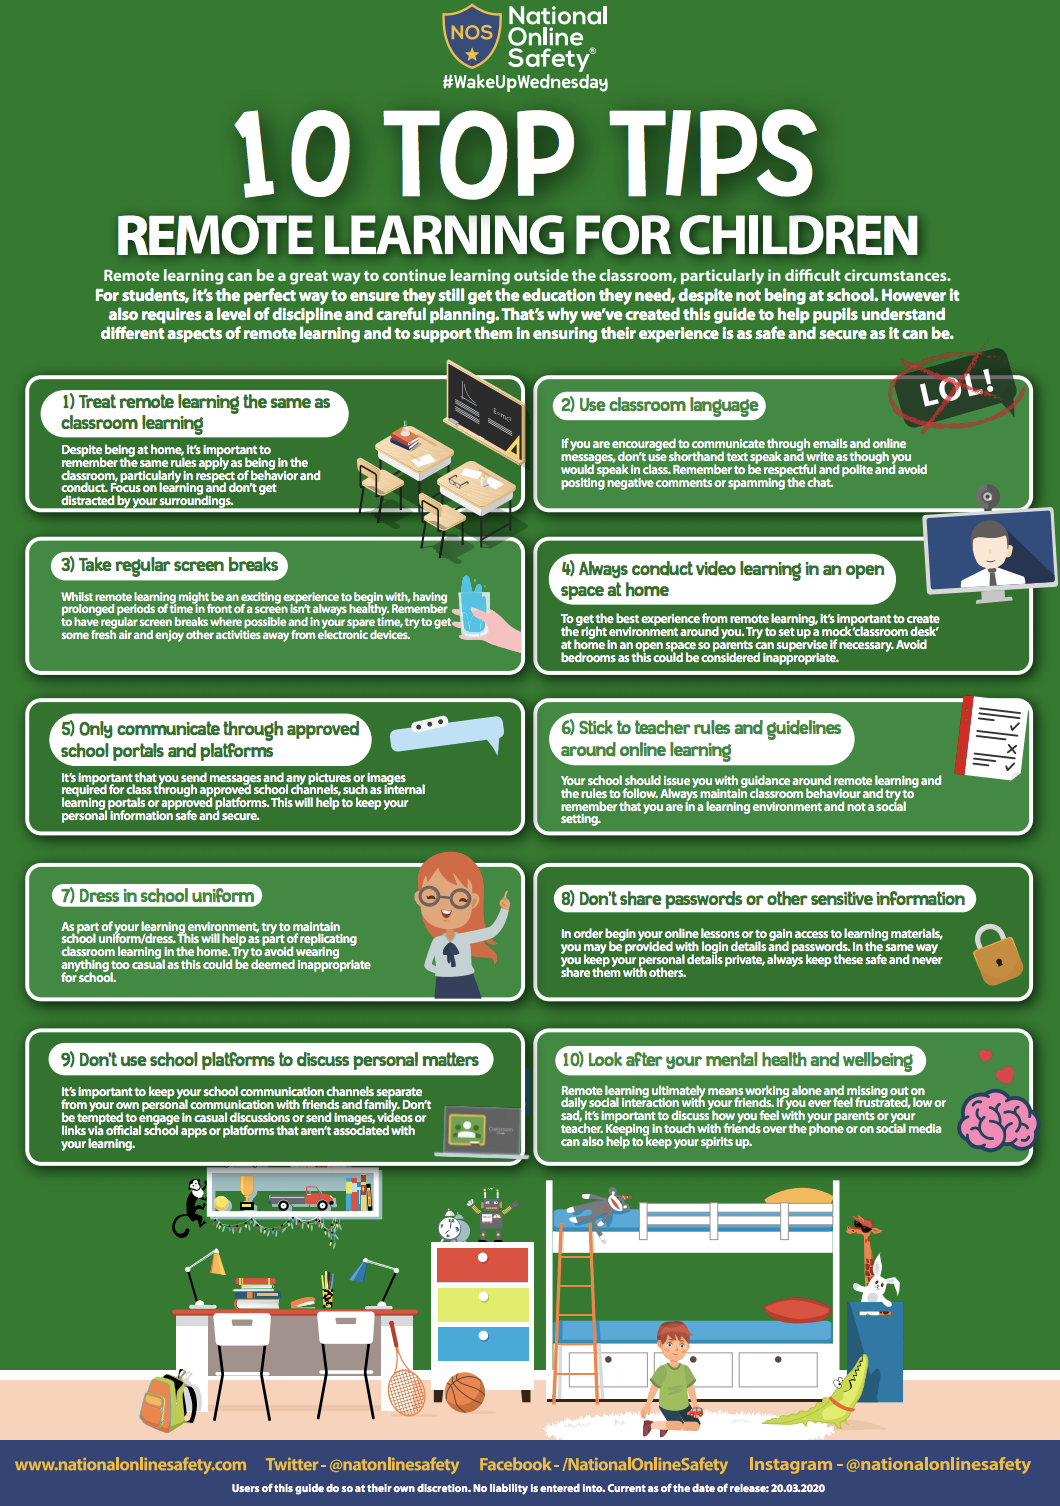 NOS
National
Online
Safety®
#WakeUpWednesday
10 TOP TIPS
REMOTE LEARNING FOR CHILDREN
Remote learning can be a great way to continue learning outside the classroom, particularly in difficult circumstances.
For students, it's the perfect way to ensure they still get the education they need, despite not being at school. However it
also requires a level of discipline and careful planning. That's why we've created this guide to help pupils understand
different aspects of remote learning and to support them in ensuring their experience is as safe and secure as it can be.
1) Treat remote learning the same as
classroom learning
Despite being at home, it's important to
remember the same rules apply as being in the
classroom, particularly in respect of behavior and
conduct. Focus on learning and don't get
distracted by your surroundings.
E=mc²
2) Use classroom language
LOL!
If you are encouraged to communicate through emails and online
messages, don't use shorthand text speak and write as though you
would speak in class. Remember to be respectful and polite and avoid
positing negative comments or spamming the chat.
3) Take regular screen breaks
Whilst remote learning might be an exciting experience to begin with, having
prolonged periods of time in front of a screen isn't always healthy. Remember
to have regular screen breaks where possible and in your spare time, try to get
some fresh air and enjoy other activities away from electronic devices.
4) Always conduct video learning in an open
space at home
To get the best experience from remote learning, it's important to create
the right environment around you. Try to set up a mock 'classroom desk'
at home in an open space so parents can supervise if necessary. Avoid
bedrooms as this could be considered inappropriate.
5) Only communicate through approved
school portals and platforms
It's important that you send messages and any pictures or images
required for class through approved school channels, such as internal
learning portals or approved platforms. This will help to keep your
personal information safe and secure.
6) Stick to teacher rules and guidelines
around online learning
Your school should issue you with guidance around remote learning and
the rules to follow. Always maintain classroom behaviour and try to
remember that you are in a learning environment and not a social
setting.
7) Dress in school uniform
As part of your learning environment, try to maintain
school uniform/dress. This will help as part of replicating
classroom learning in the home. Try to avoid wearing
anything too casual as this could be deemed inappropriate
for school.
8) Don't share passwords or other sensitive information
In order begin your online lessons or to gain access to learning materials,
you may be provided with login details and passwords. In the same way
you keep your personal details private, always keep these safe and never
share them with others.
9) Don't use school platforms to discuss personal matters
It's important to keep your school communication channels separate
from your own personal communication with friends and family. Don't
be tempted to engage in casual discussions or send images, videos or
links via official school apps or platforms that aren't associated with
your learning.
Classroom
10) Look after your mental health and wellbeing
Remote learning ultimately means working alone and missing out on
daily social interaction with your friends. If you ever feel frustrated, low or
sad, it's important to discuss how you feel with your parents or your
teacher. Keeping in touch with friends over the phone or on social media
can also help to keep your spirits up.
www.nationalonlinesafety.com Twitter - @natonlinesafety Facebook - /NationalOnlineSafety Instagram - @nationalonlinesafety
Users of this guide do so at their own discretion. No liability is entered into. Current as of the date of release: 20.03.2020